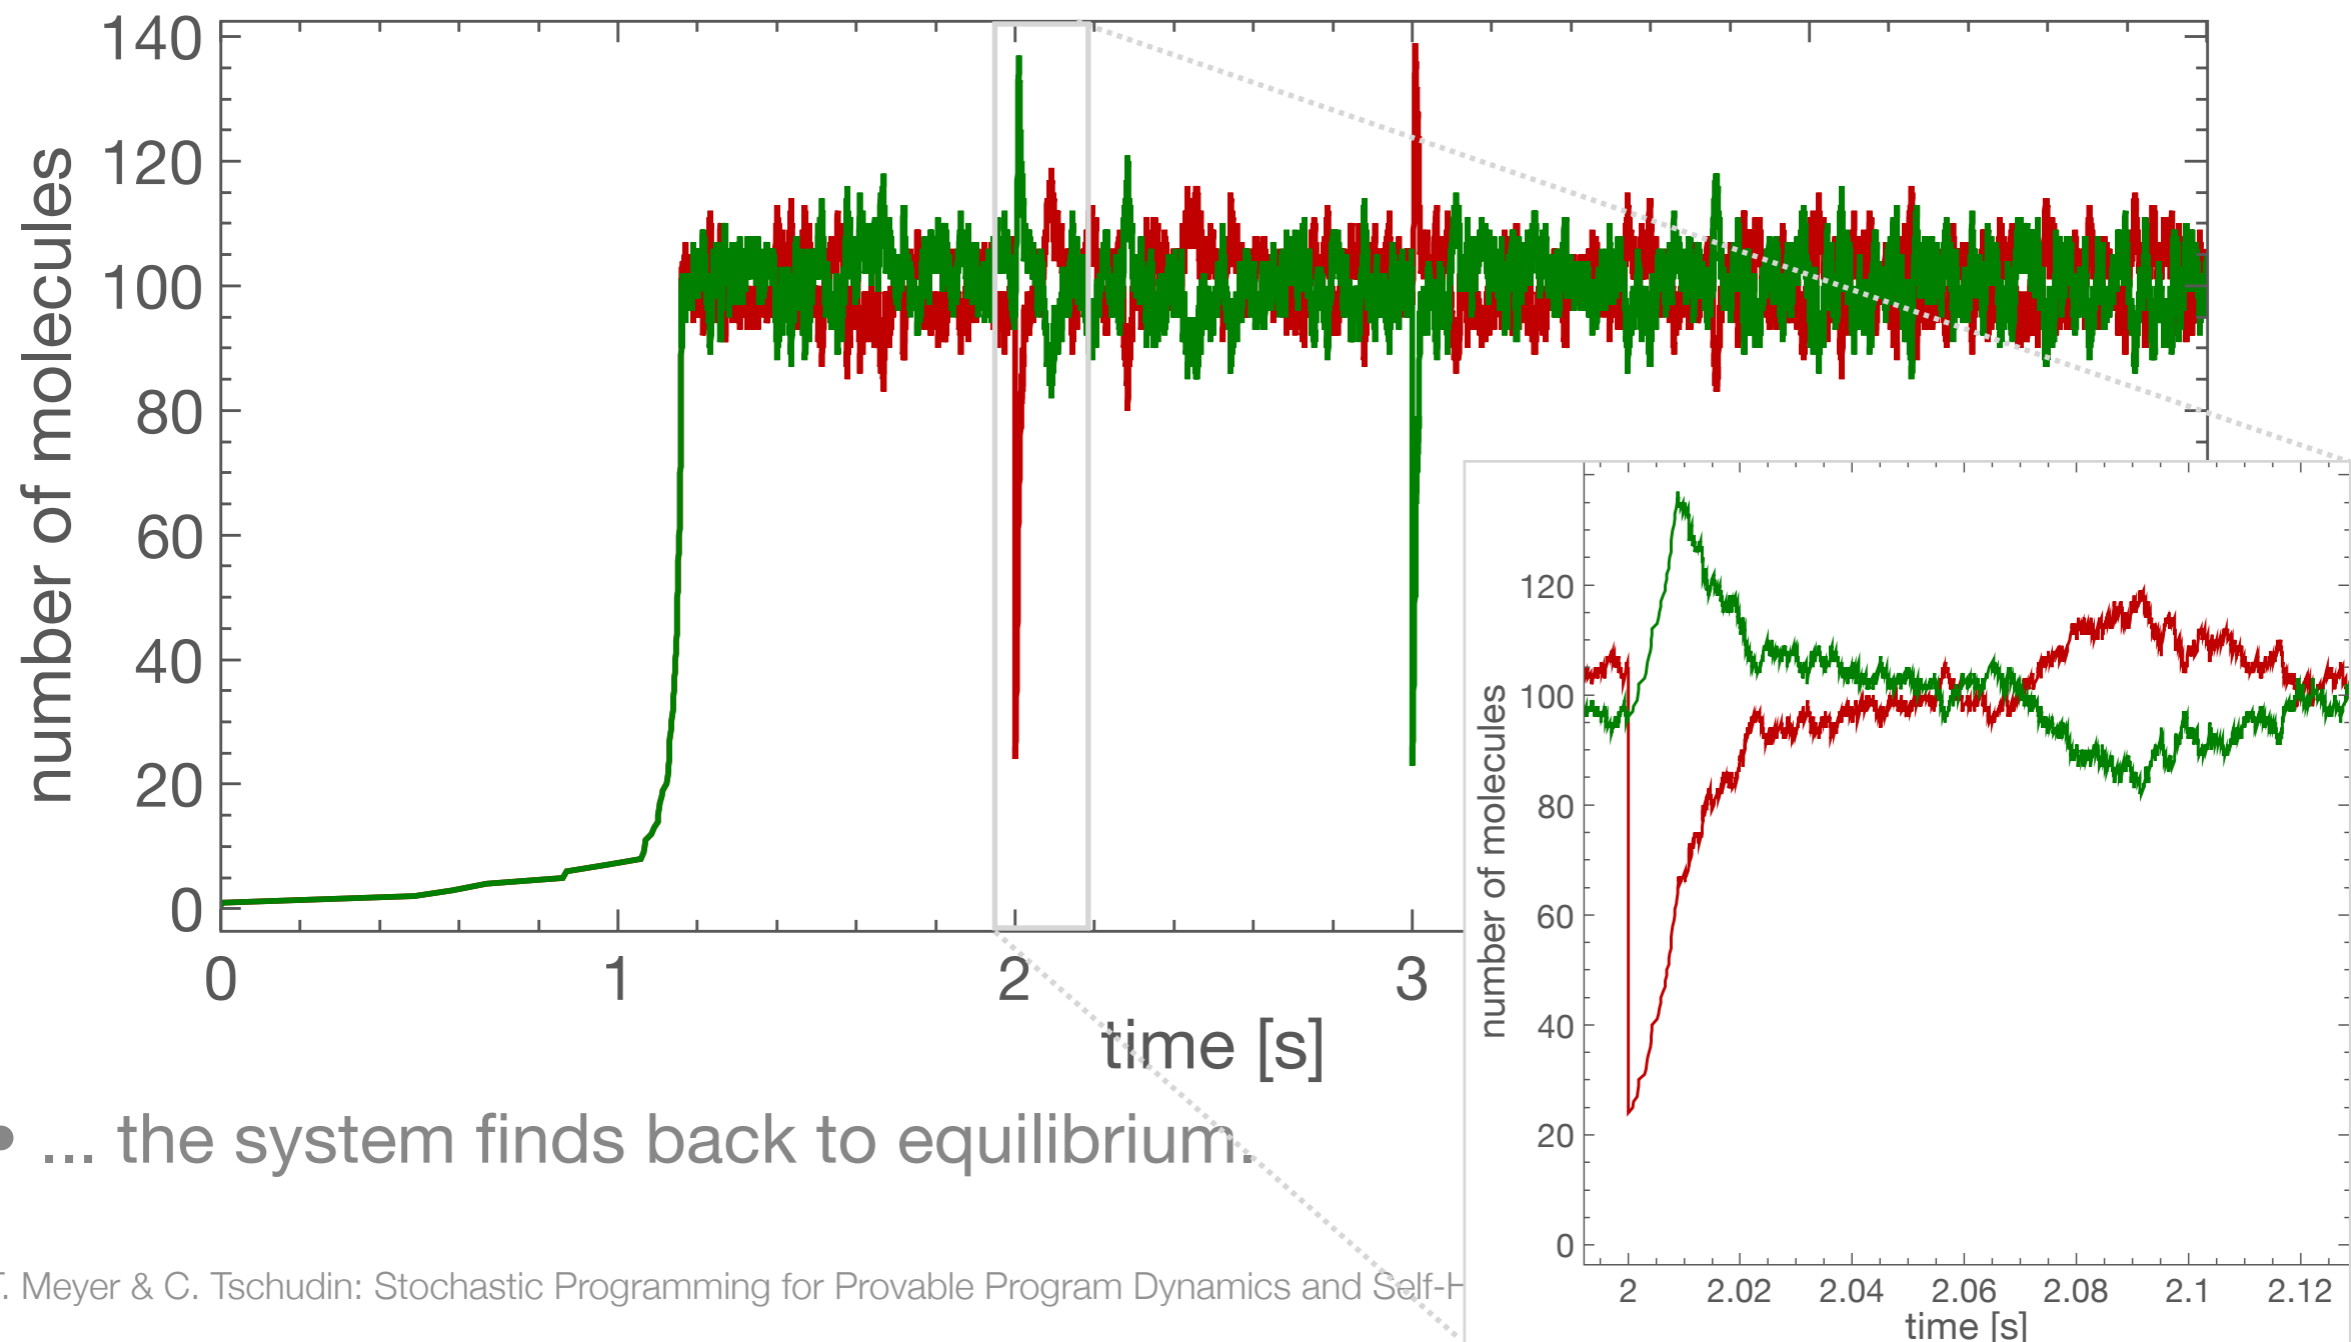 140
120
100
80
60
40
20
0
number of molecules
0 1 2 3
time [s]
120
100
80
60
40
20
0
number of molecules
2 2.02 2.04 2.06 2.08 2.1 2.12
time [s]
• ... the system finds back to equilibrium.
. Meyer & C. Tschudin: Stochastic Programming for Provable Program Dynamics and Self-H